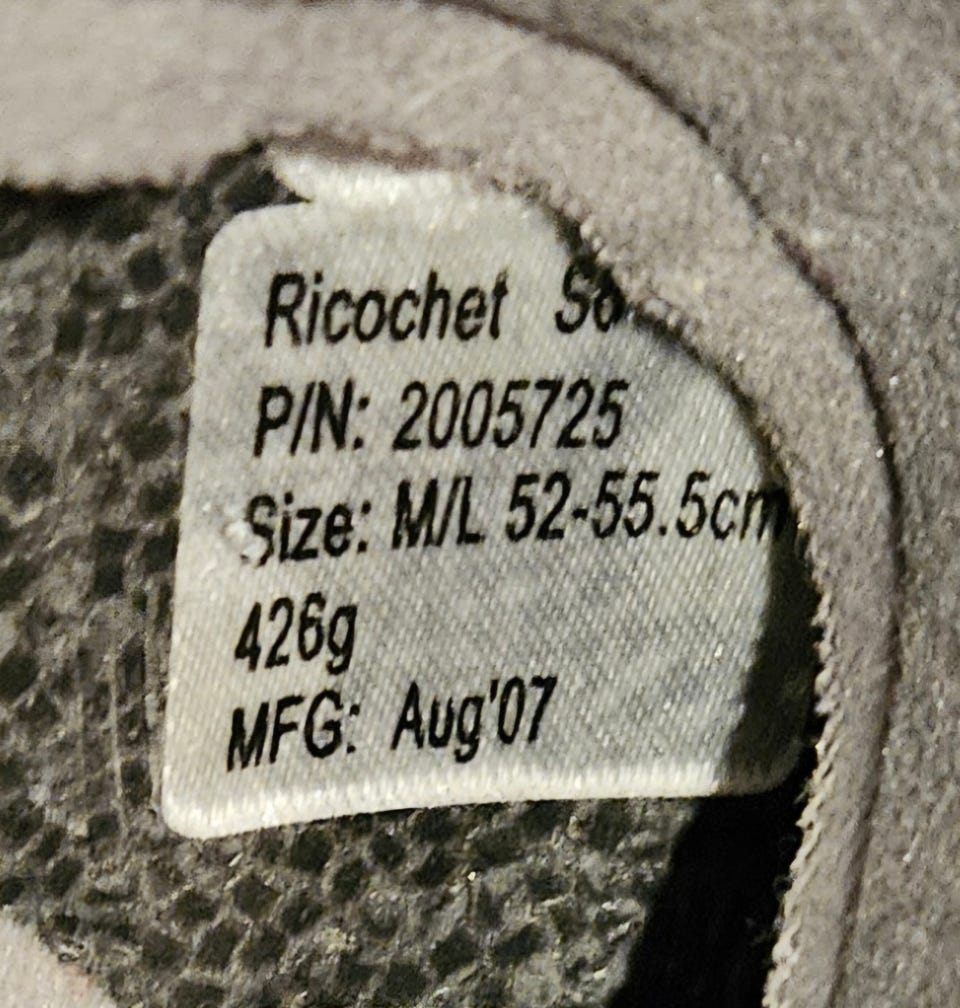 Ricochet
P/N: 2005725
Size: M/L 52-55.5cm
426g
MFG: Aug'07